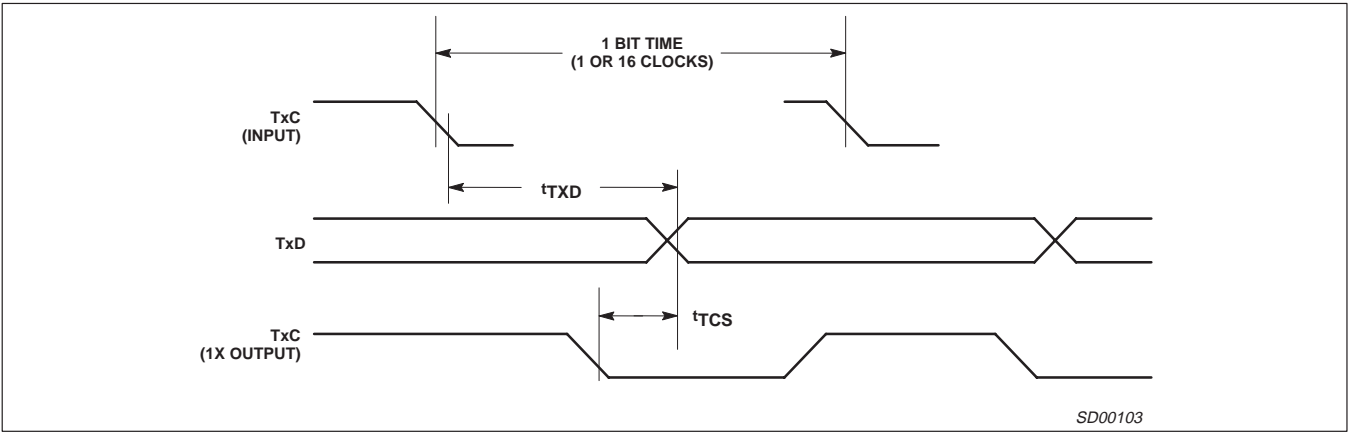 1 BIT TIME
(1 OR 16 CLOCKS)
TxC
(INPUT)
tTXD
TxD
tTCS
TxC
(1X OUTPUT)
SD00103